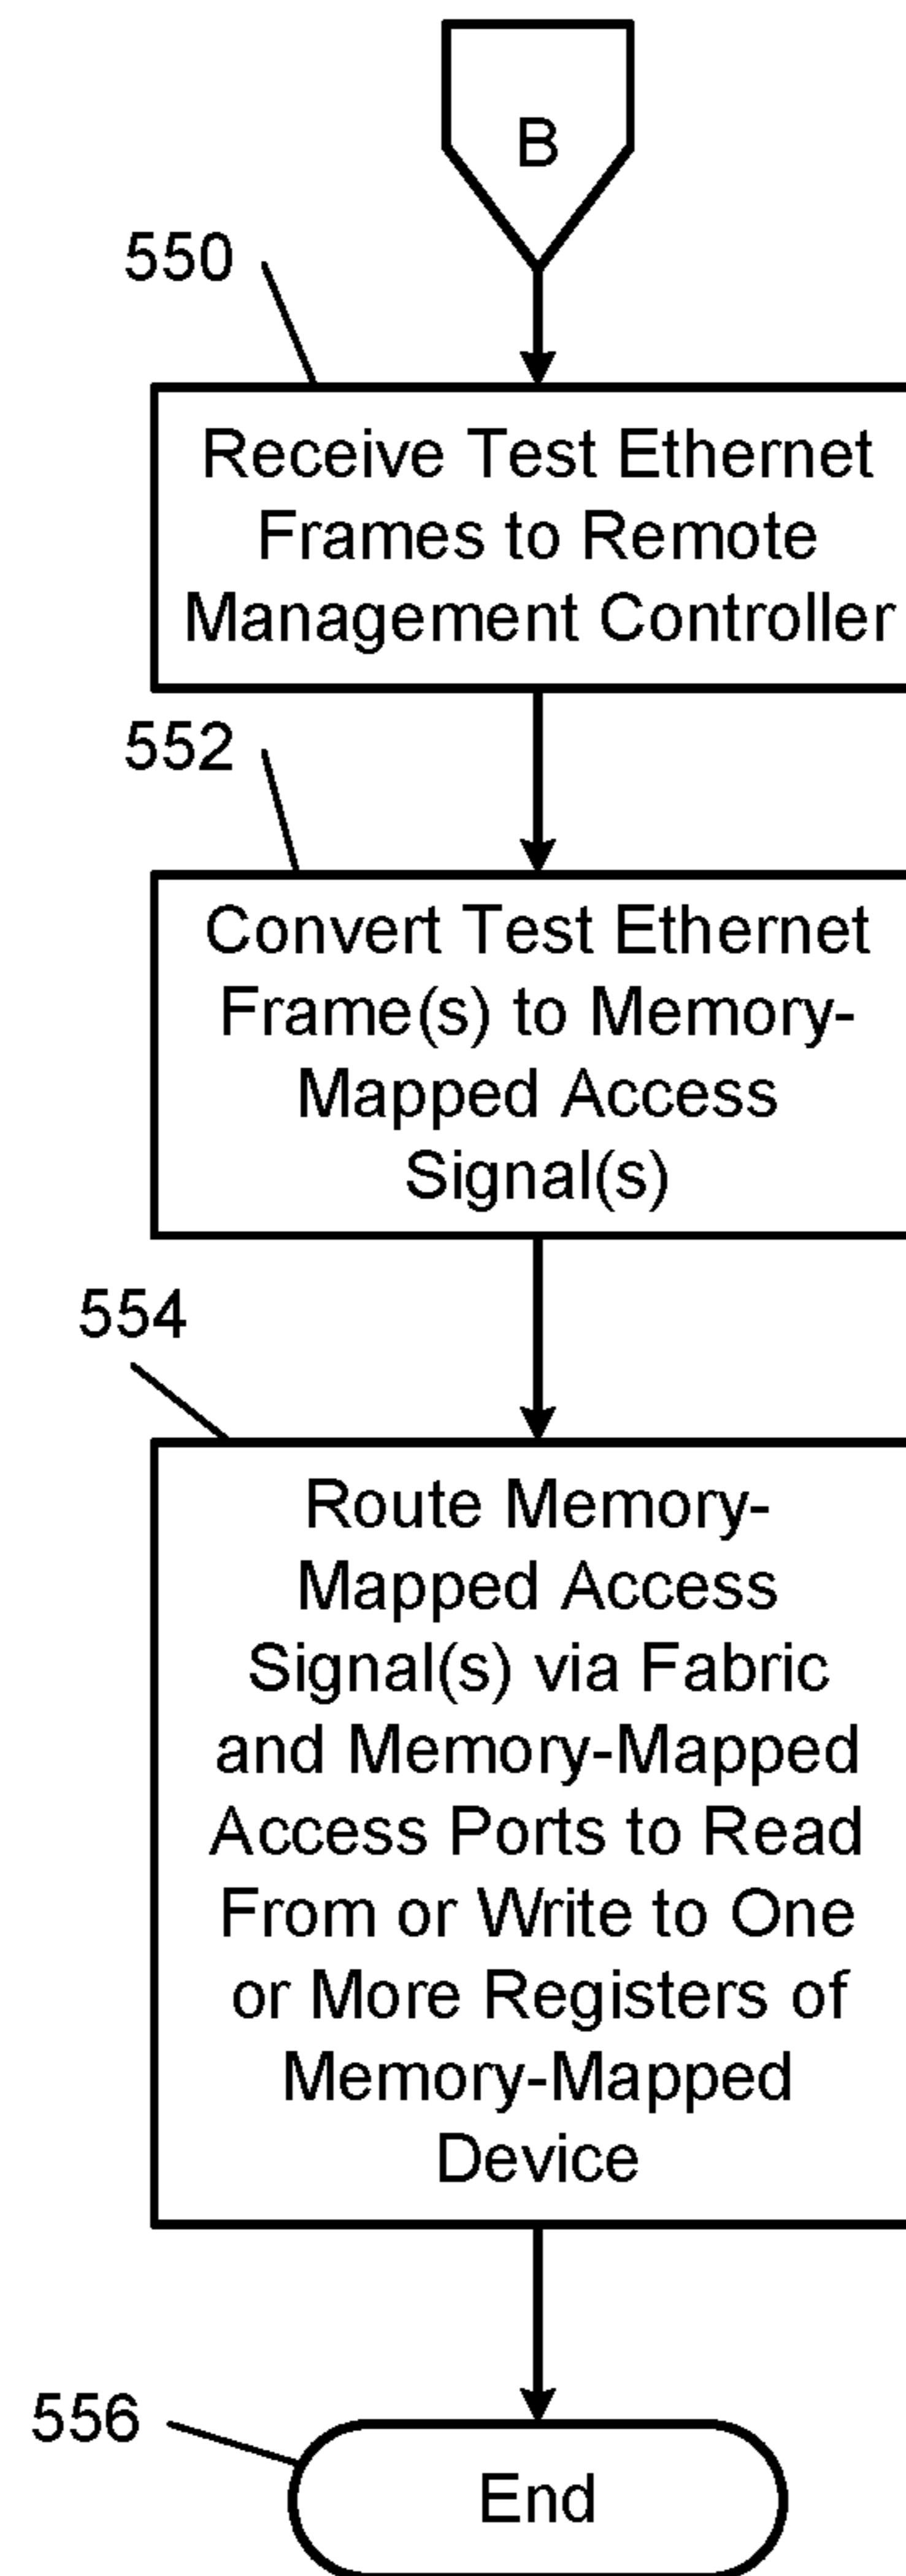 B
550
Receive Test Ethernet
Frames to Remote
Management Controller
552
Convert Test Ethernet
Frame(s) to Memory-
Mapped Access
Signal(s)
554
Route Memory-
Mapped Access
Signal(s) via Fabric
and Memory-Mapped
Access Ports to Read
From or Write to One
or More Registers of
Memory-Mapped
Device
556
End